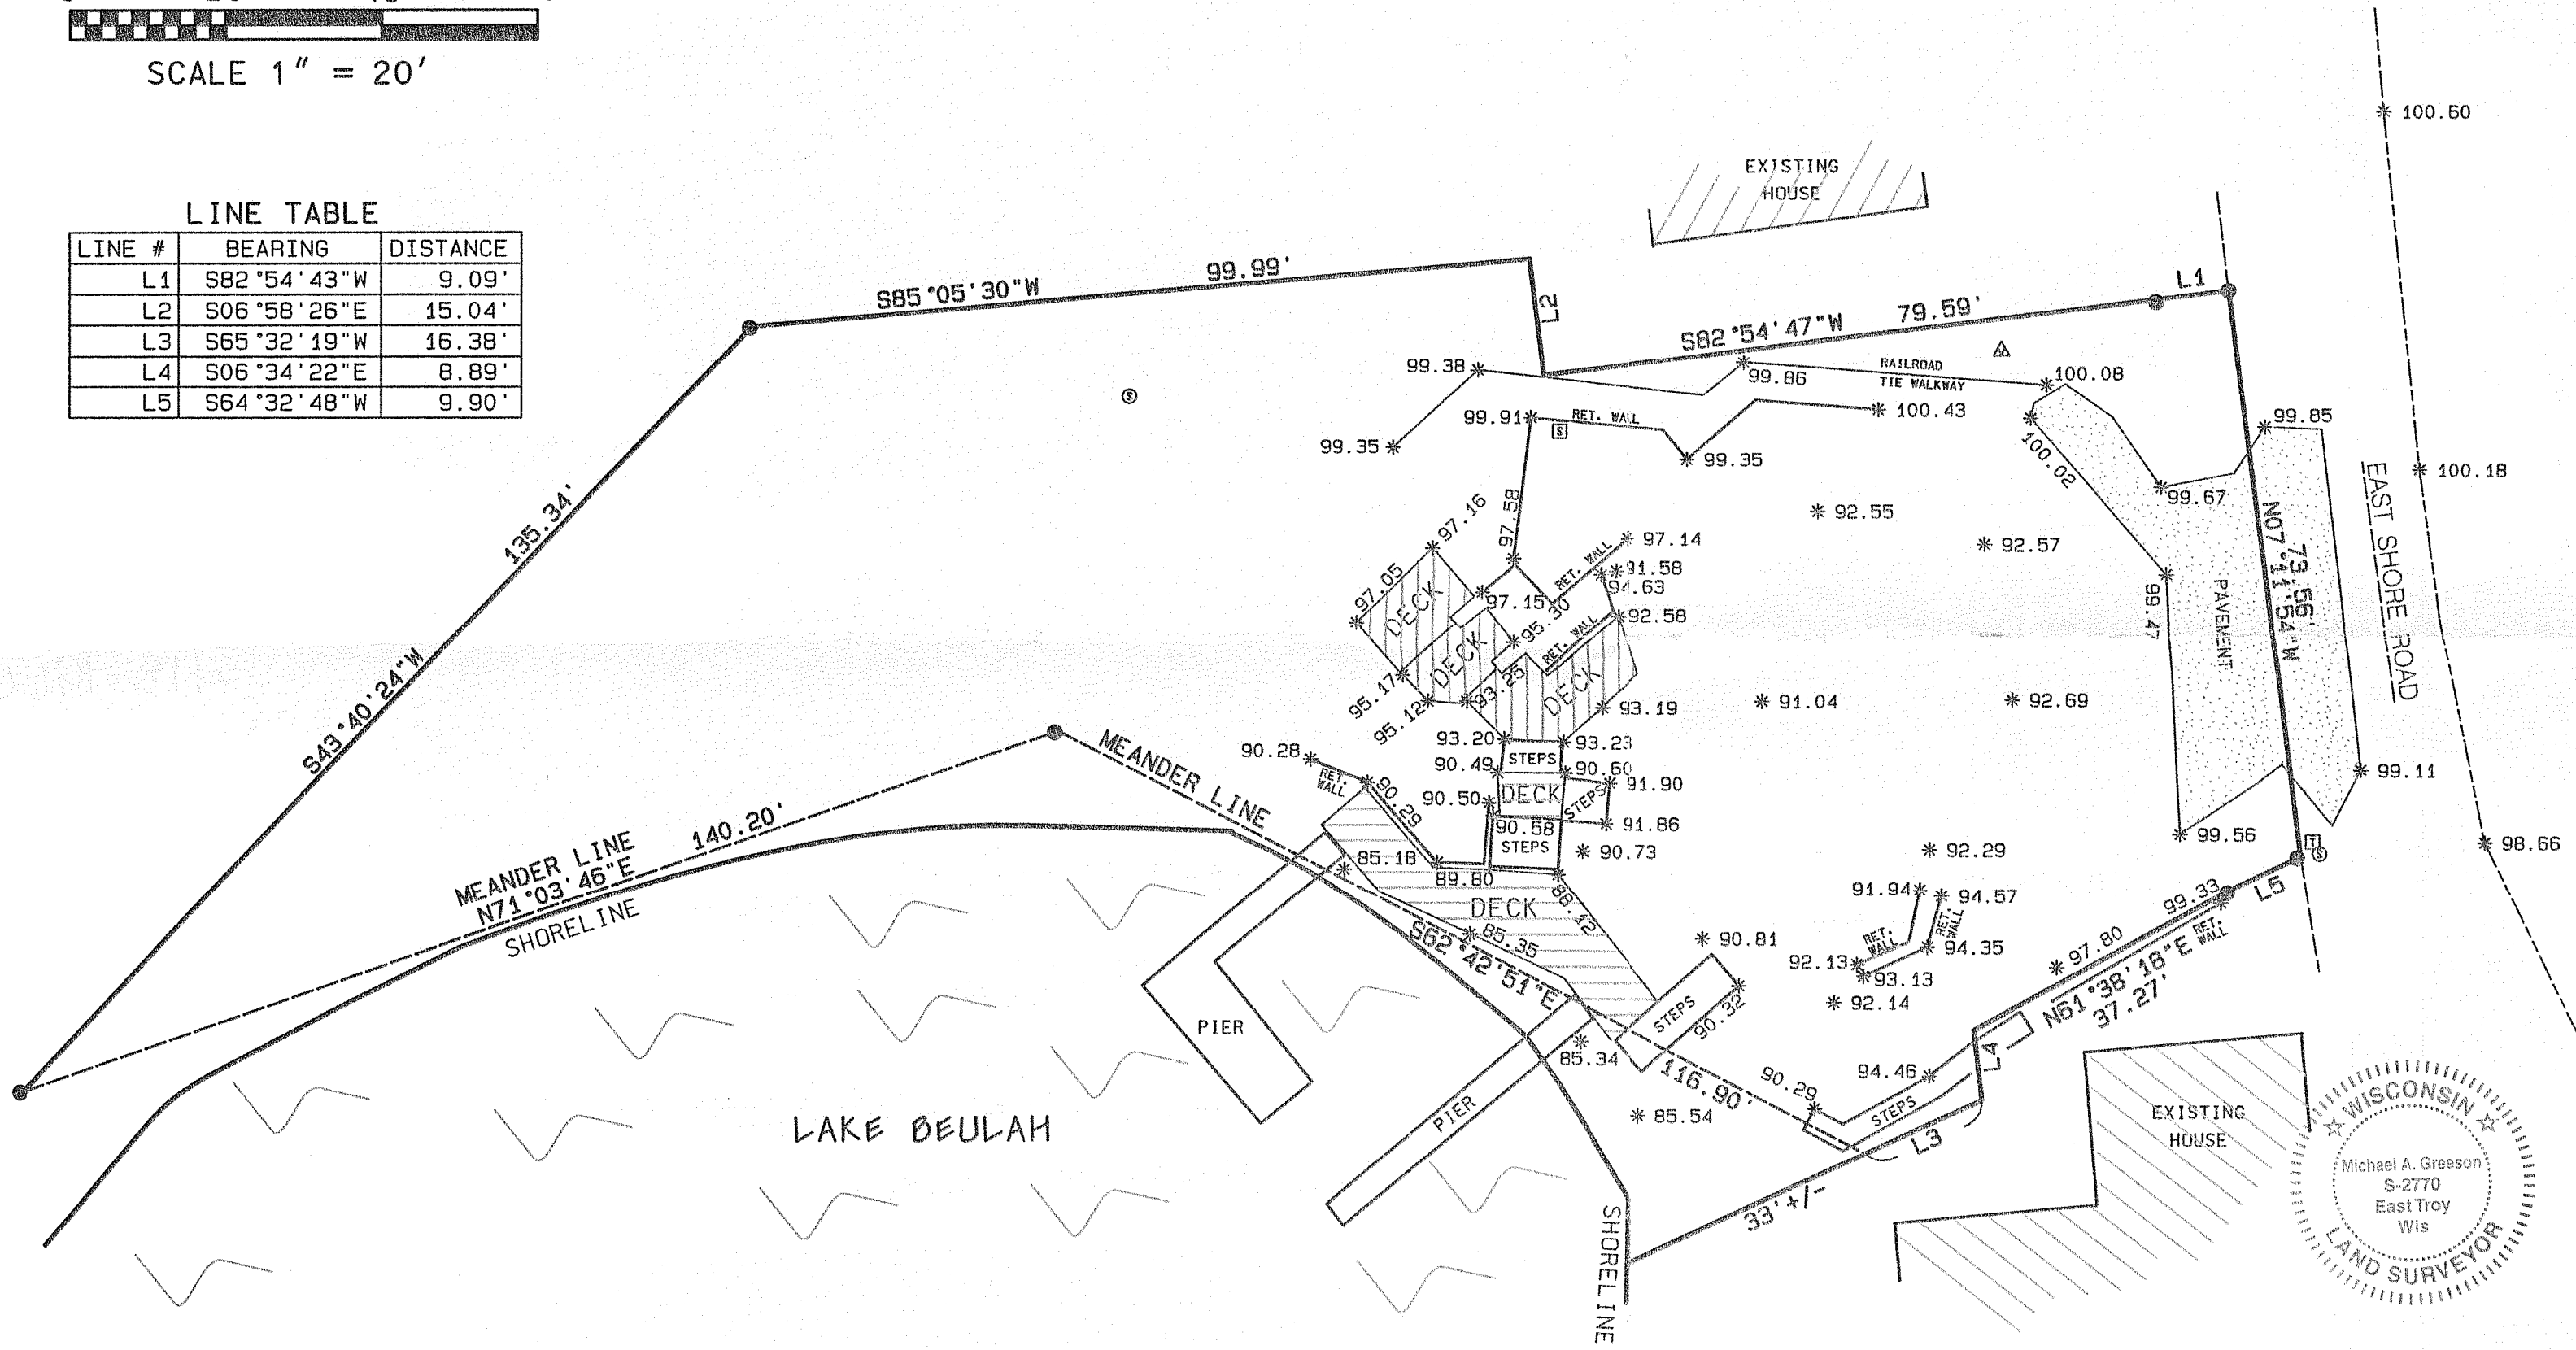 SCALE 1" = 20'
LINE TABLE
LINE # BEARING DISTANCE
L1 S82°54'43"W 9.09'
L2 S06°58'26"E 15.04'
L3 S65°32'19"W 16.38'
L4 S06°34'22"E 8.89'
L5 S64°32'48"W 9.90'
EXISTING
HOUSE
100.60
S85°05'30"W 99.99'
L2
S82°54'47"W 79.59'
L1
RAILROAD
TIE WALKWAY
99.38
99.86
100.08
99.35
99.91
RET. WALL
S
99.35
100.43
100.02
99.85
99.67
100.18
EAST SHORE ROAD
N07°11'54"W
73.56'
PAVEMENT
99.47
99.56
99.11
98.66
S
135.34'
S43°40'24"W
97.16
97.58
97.05
DECK
97.15
RET. WALL
97.14
91.58
94.63
92.58
92.55
92.57
95.30
RET. WALL
DECK
95.17
95.12
93.25
DECK
93.19
91.04
92.69
93.20
93.23
STEPS
90.49
90.60
91.90
DECK
STEPS
90.50
90.58
91.86
STEPS
90.73
90.28
RET.
WALL
90.29
MEANDER LINE
MEANDER LINE
N71°03'46"E
140.20'
SHORELINE
85.18
89.80
88.12
DECK
85.35
S62°42'51"E
116.90'
90.81
STEPS
90.32
92.29
91.94
94.57
RET.
WALL
RET.
WALL
92.13
94.35
93.13
92.14
97.80
99.33
RET.
WALL
T
S
L5
N61°38'18"E
37.27'
L4
94.46
90.29
STEPS
L3
33'+/-
PIER
PIER
85.34
85.54
LAKE BEULAH
SHORELINE
EXISTING
HOUSE
WISCONSIN
Michael A. Greeson
S-2770
East Troy
Wis
LAND SURVEYOR